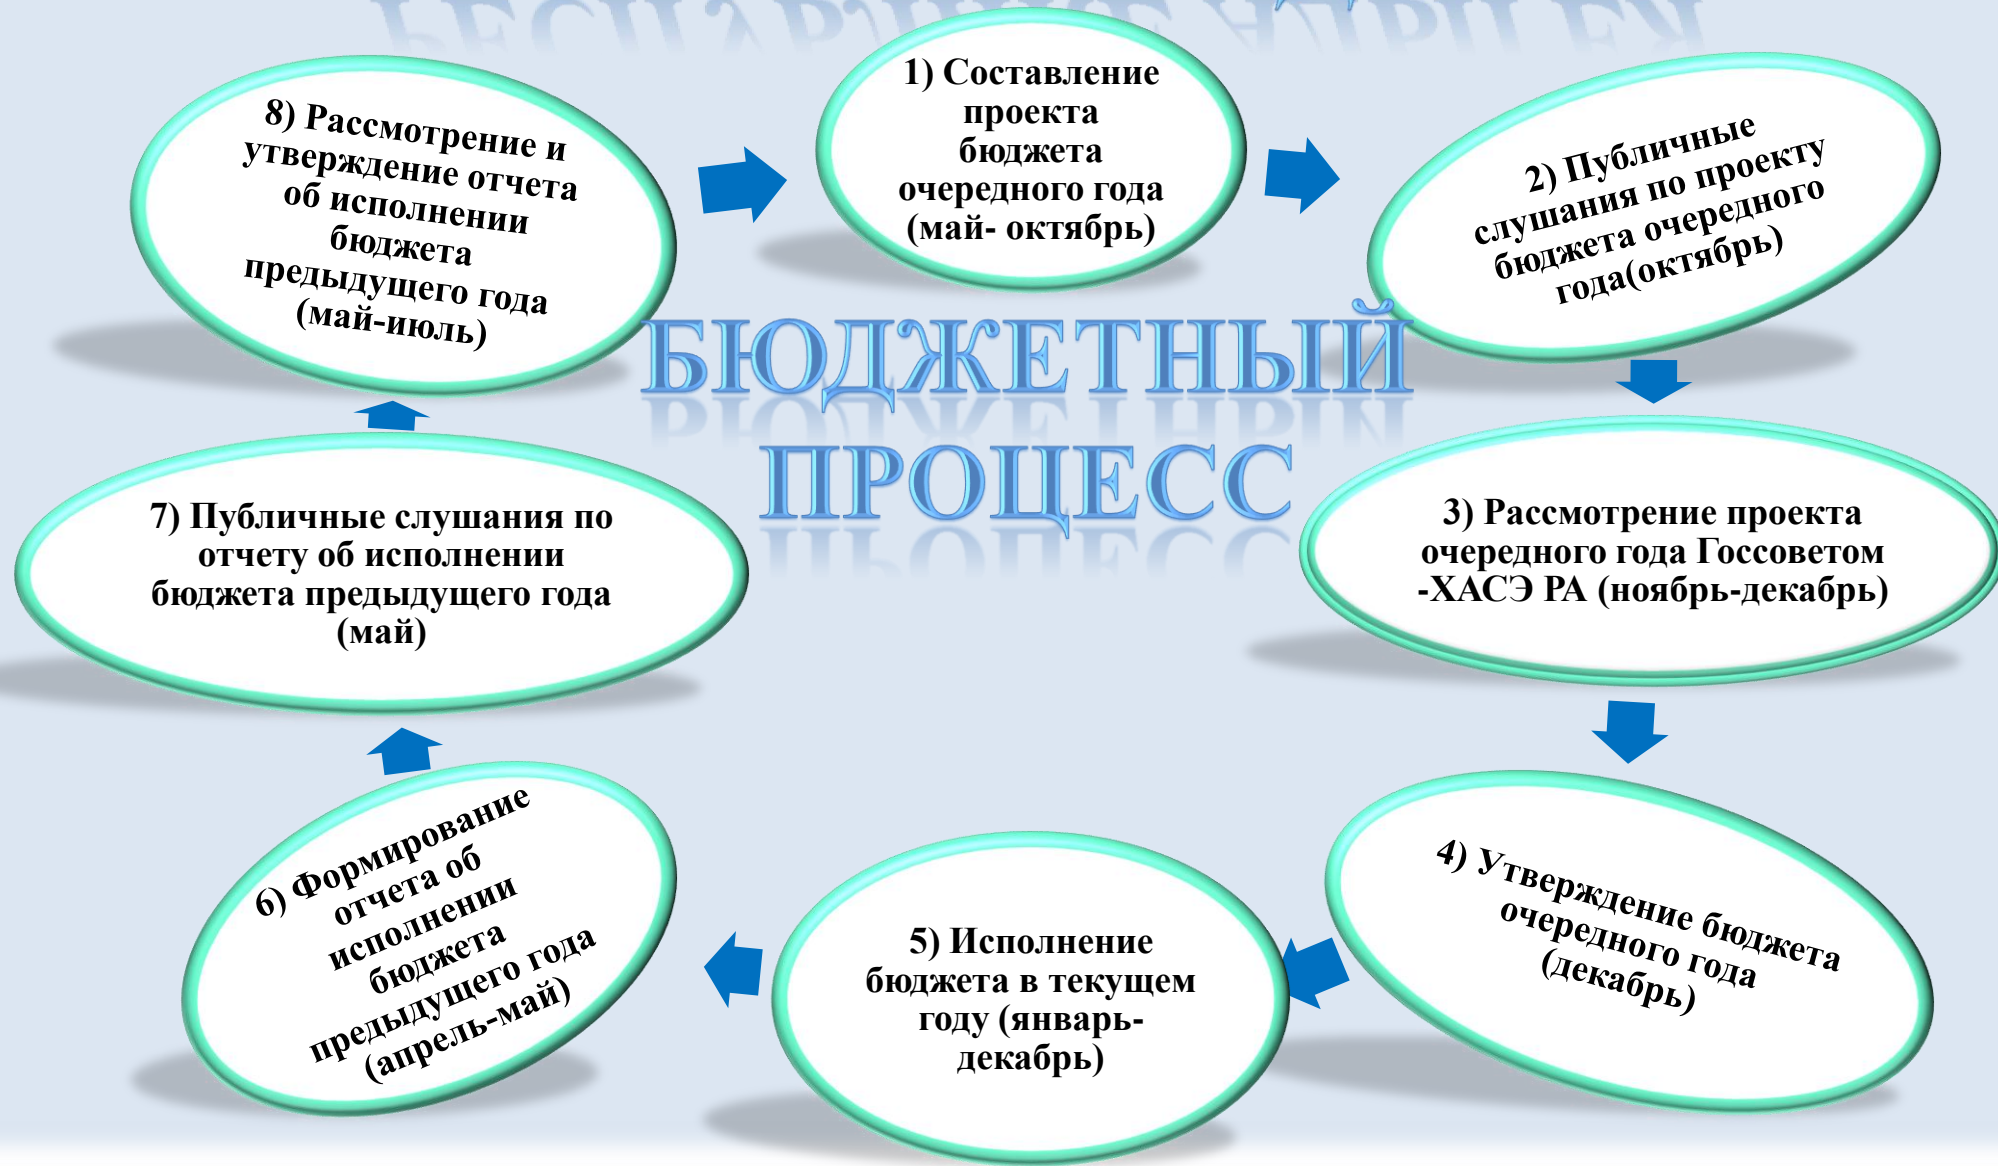 1) Составление
проекта
бюджета
очередного года
(май- октябрь)
2) Публичные
слушания по проекту
бюджета очередного
года(октябрь)
3) Рассмотрение проекта
очередного года Госсоветом
-ХАСЭ РА (ноябрь-декабрь)
4) Утверждение бюджета
очередного года
(декабрь)
5) Исполнение
бюджета в текущем
году (январь-
декабрь)
6) Формирование
отчета об
исполнении
бюджета
предыдущего года
(апрель-май)
7) Публичные слушания по
отчету об исполнении
бюджета предыдущего года
(май)
8) Рассмотрение и
утверждение отчета
об исполнении
бюджета
предыдущего года
(май-июль)
БЮДЖЕТНЫЙ
ПРОЦЕСС